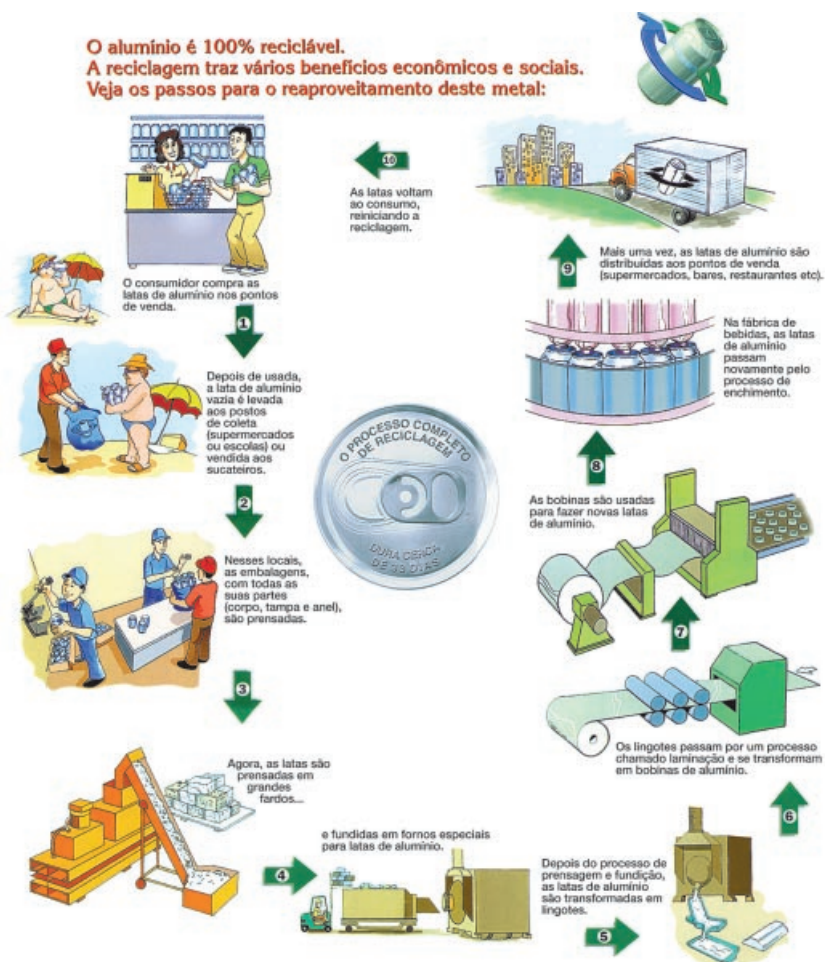 O alumínio é 100% reciclável.
A reciclagem traz vários benefícios econômicos e sociais.
Veja os passos para o reaproveitamento deste metal:
O consumidor compra as
latas de alumínio nos pontos
de venda.
1
Depois de usada,
a lata de alumínio
vazia é levada
aos postos
de coleta
(supermercados
ou escolas) ou
vendida aos
sucateiros.
2
Nesses locais,
as embalagens,
com todas as
suas partes
(corpo, tampa e anel),
são prensadas.
3
Agora, as latas são
prensadas em
grandes
fardos...
4
e fundidas em fornos especiais
para latas de alumínio.
Depois do processo de
prensagem e fundição,
as latas de alumínio
são transformadas em
lingotes.
5
6
Os lingotes passam por um processo
chamado laminação e se transformam
em bobinas de alumínio.
7
As bobinas são usadas
para fazer novas latas
de alumínio.
8
Na fábrica de
bebidas, as latas
de alumínio
passam
novamente pelo
processo de
enchimento.
9
Mais uma vez, as latas de alumínio são
distribuídas aos pontos de venda
(supermercados, bares, restaurantes etc).
10
As latas voltam
ao consumo,
reiniciando a
reciclagem.
O PROCESSO COMPLETO
DE RECICLAGEM
DURA CERCA
DE 33 DIAS